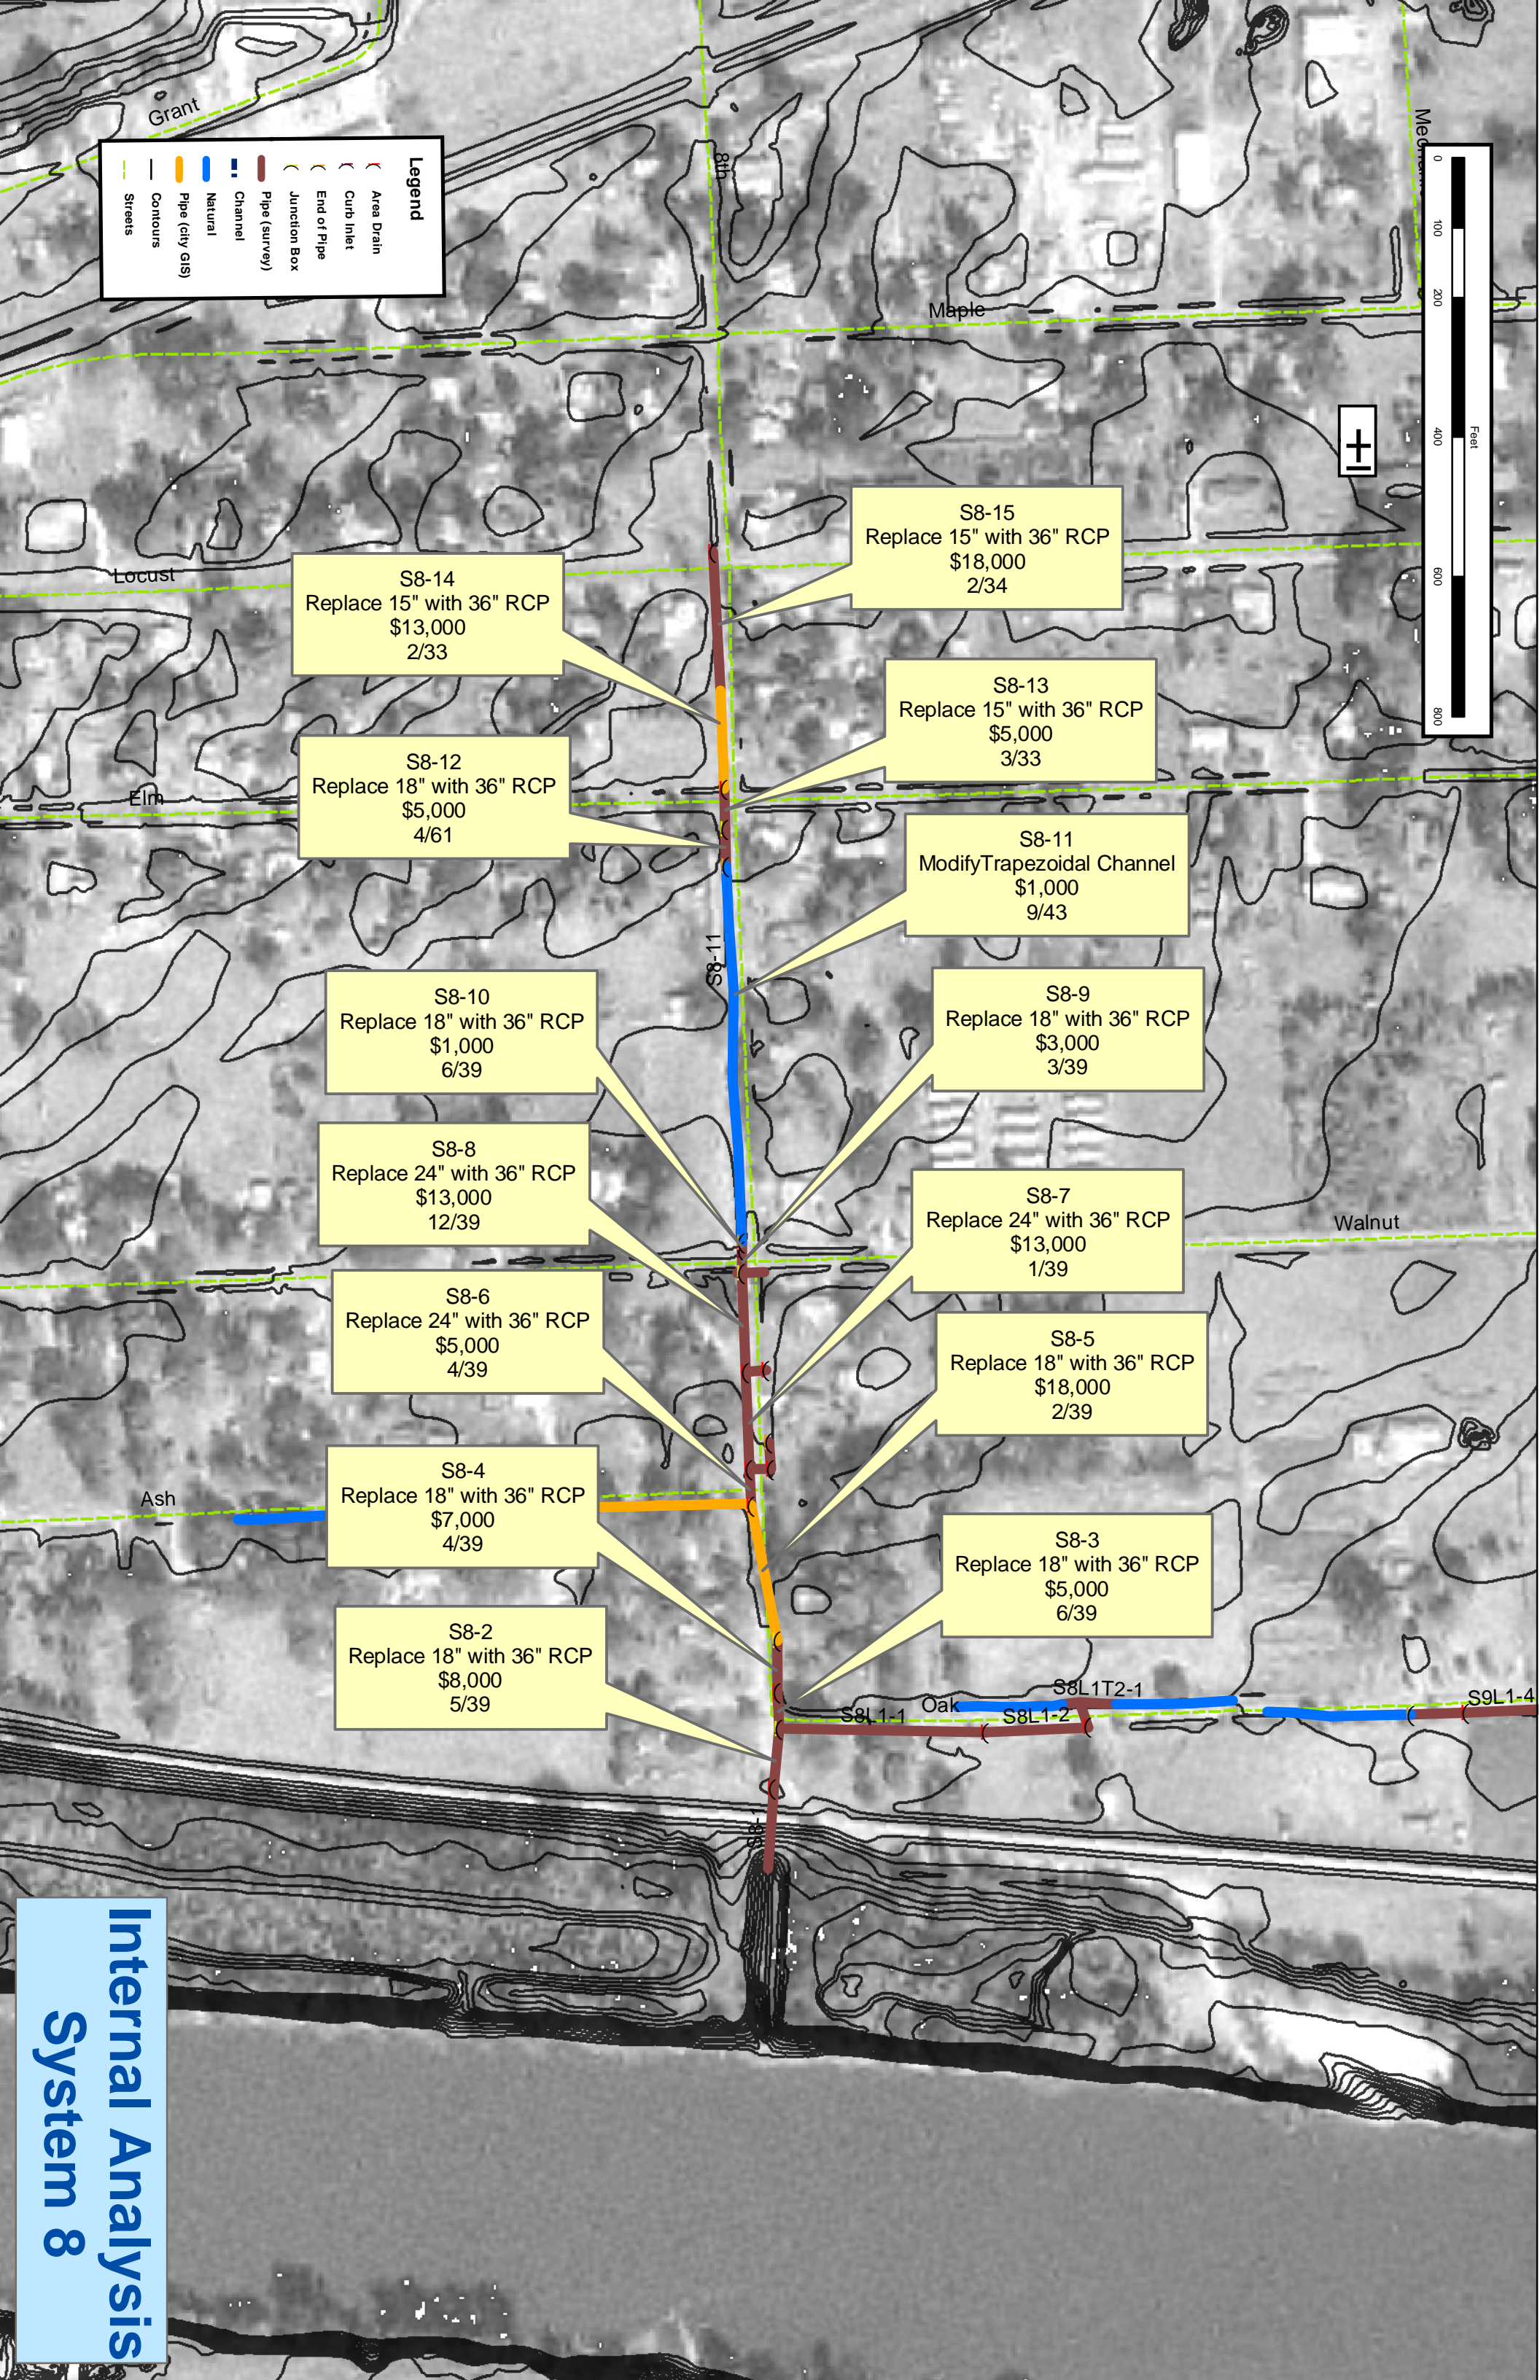 Grant
8th
Maple
Legend
Area Drain
Curb Inlet
End of Pipe
Junction Box
Pipe (survey)
Channel
Natural
Pipe (city GIS)
Contours
Streets
0
100
200
400
600
800
Feet
S8-15
Replace 15" with 36" RCP
$18,000
2/34
Locust
S8-14
Replace 15" with 36" RCP
$13,000
2/33
S8-13
Replace 15" with 36" RCP
$5,000
3/33
Elm
S8-12
Replace 18" with 36" RCP
$5,000
4/61
S8-11
ModifyTrapezoidal Channel
$1,000
9/43
S8-11
S8-10
Replace 18" with 36" RCP
$1,000
6/39
S8-9
Replace 18" with 36" RCP
$3,000
3/39
S8-8
Replace 24" with 36" RCP
$13,000
12/39
S8-7
Replace 24" with 36" RCP
$13,000
1/39
Walnut
S8-6
Replace 24" with 36" RCP
$5,000
4/39
S8-5
Replace 18" with 36" RCP
$18,000
2/39
Ash
S8-4
Replace 18" with 36" RCP
$7,000
4/39
S8-3
Replace 18" with 36" RCP
$5,000
6/39
S8-2
Replace 18" with 36" RCP
$8,000
5/39
Oak
S8L1T2-1
S8L1-1
S8L1-2
S9L1-4
S8-1
Internal Analysis
System 8